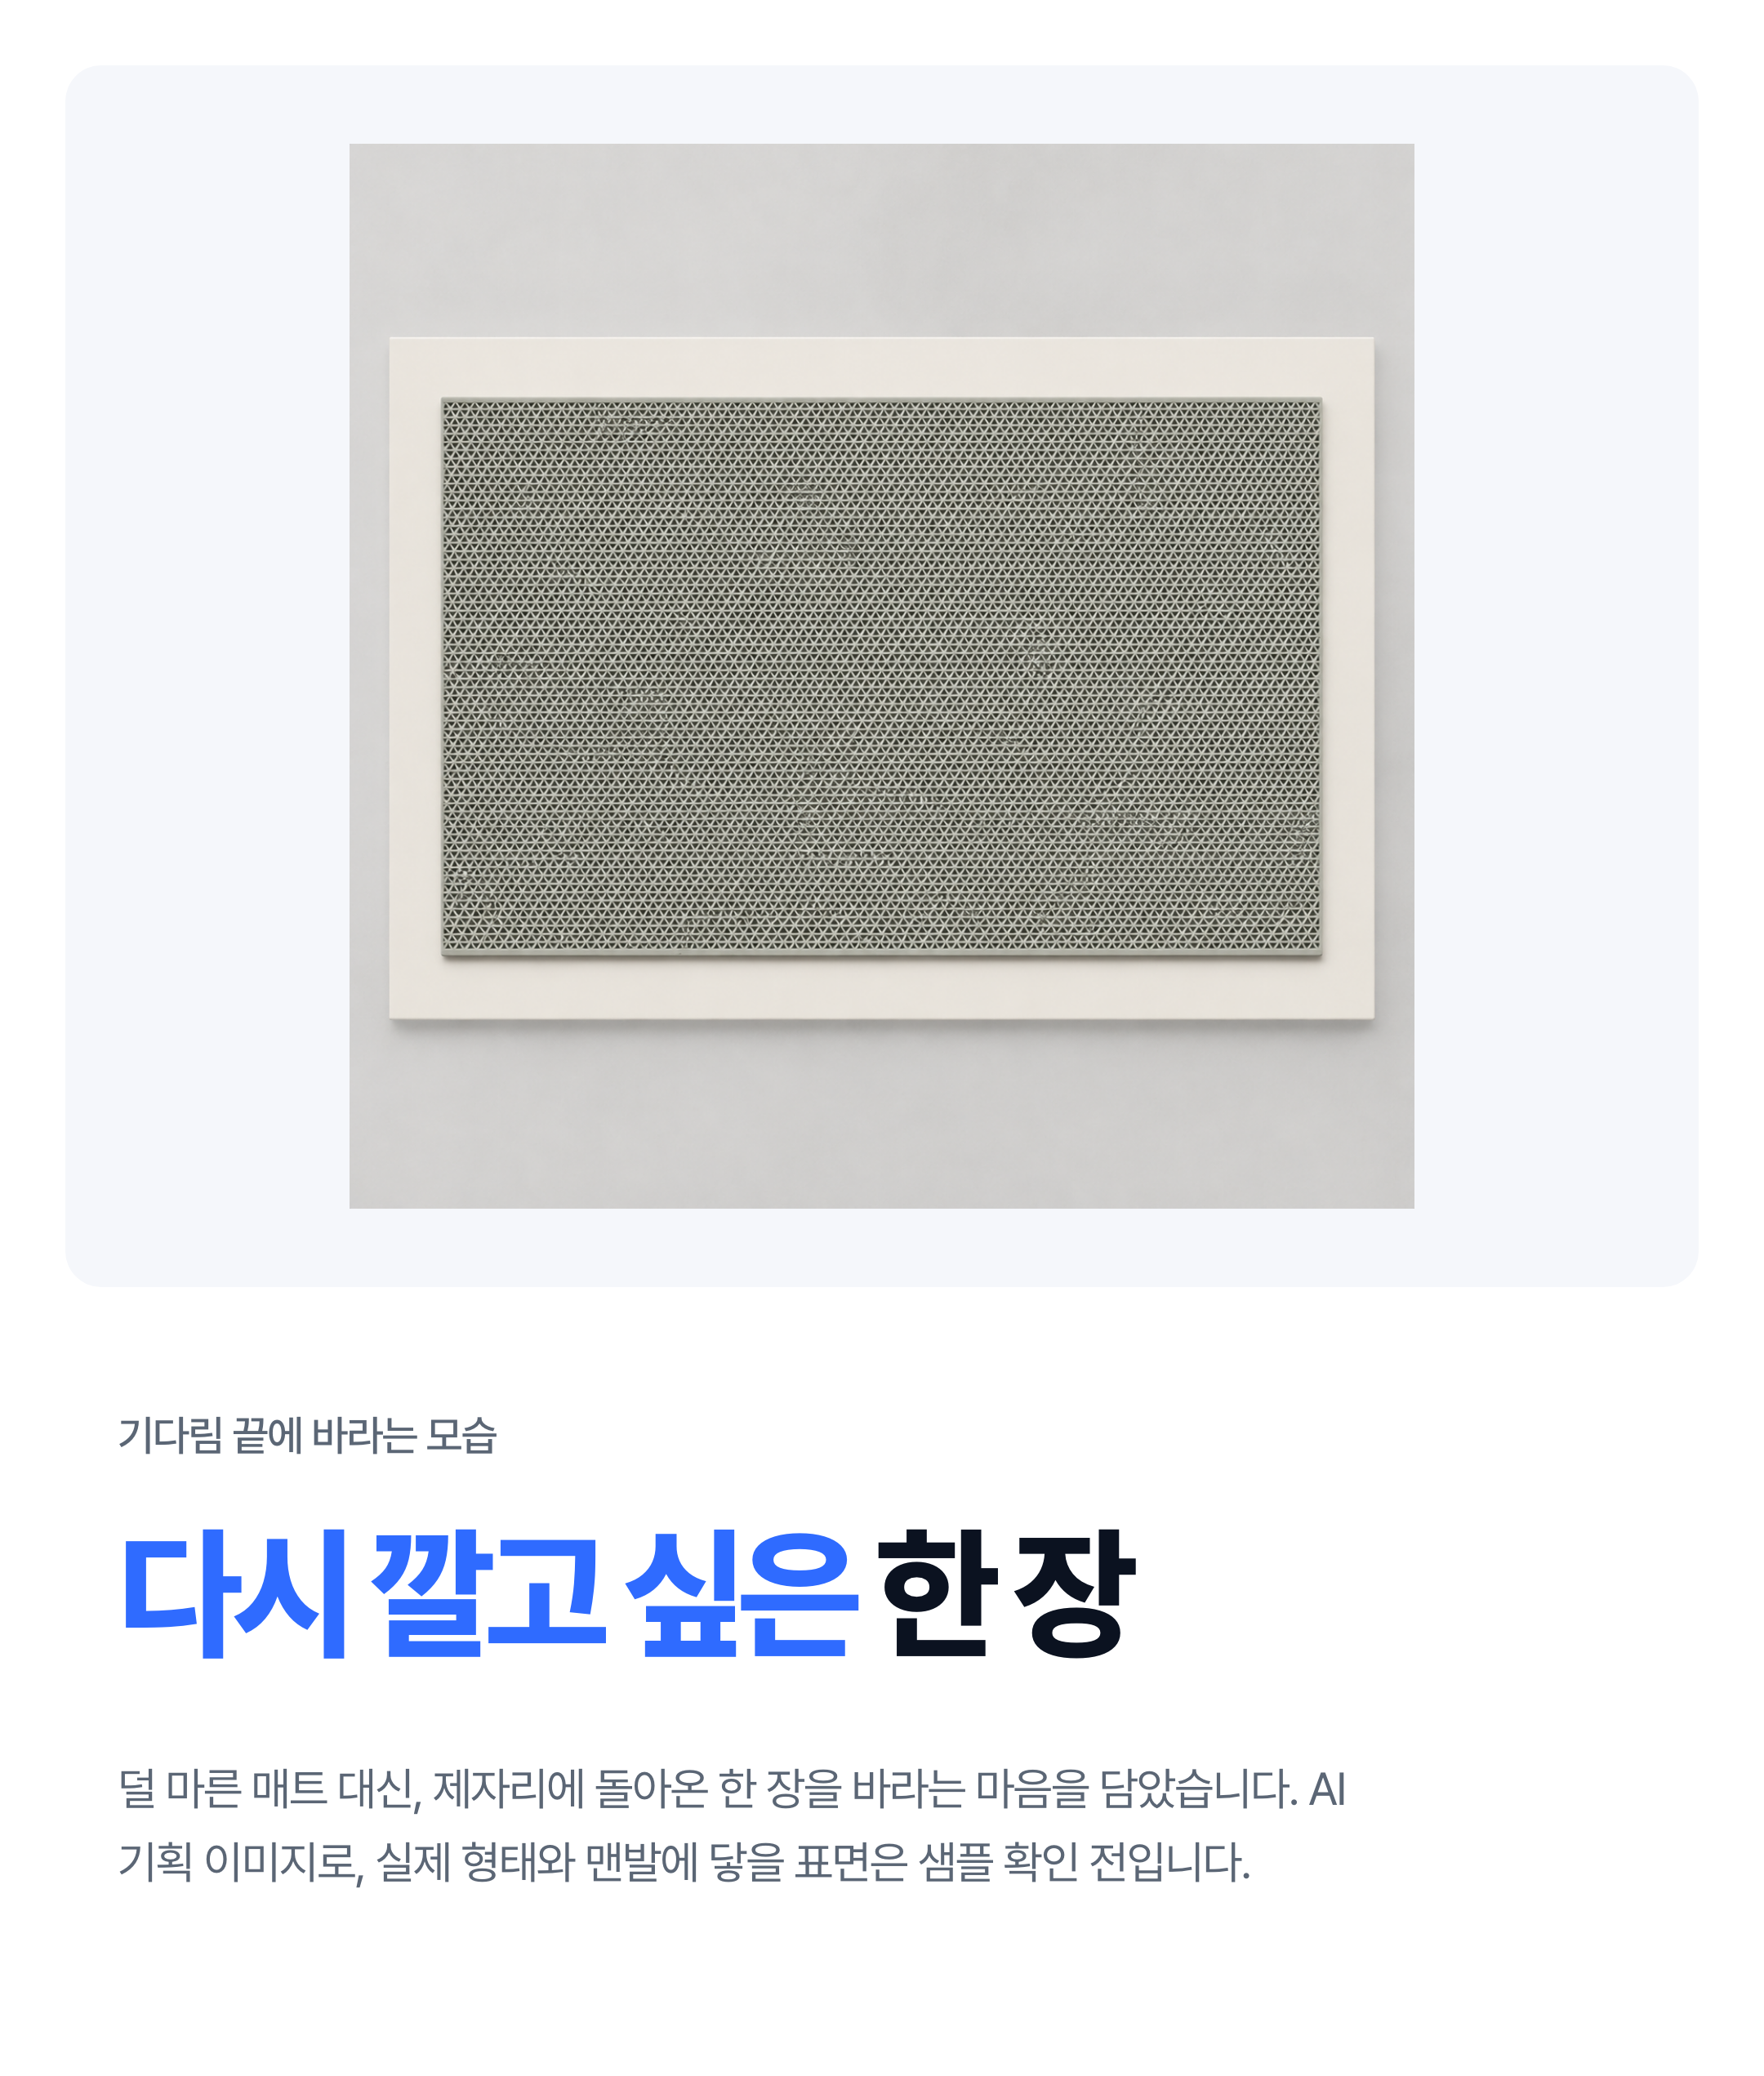 기다림 끝에 바라는 모습
다시 깔고 싶은 한 장
덜 마른 매트 대신, 제자리에 돌아온 한 장을 바라는 마음을 담았습니다. AI
기획 이미지로, 실제 형태와 맨발에 닿을 표면은 샘플 확인 전입니다.